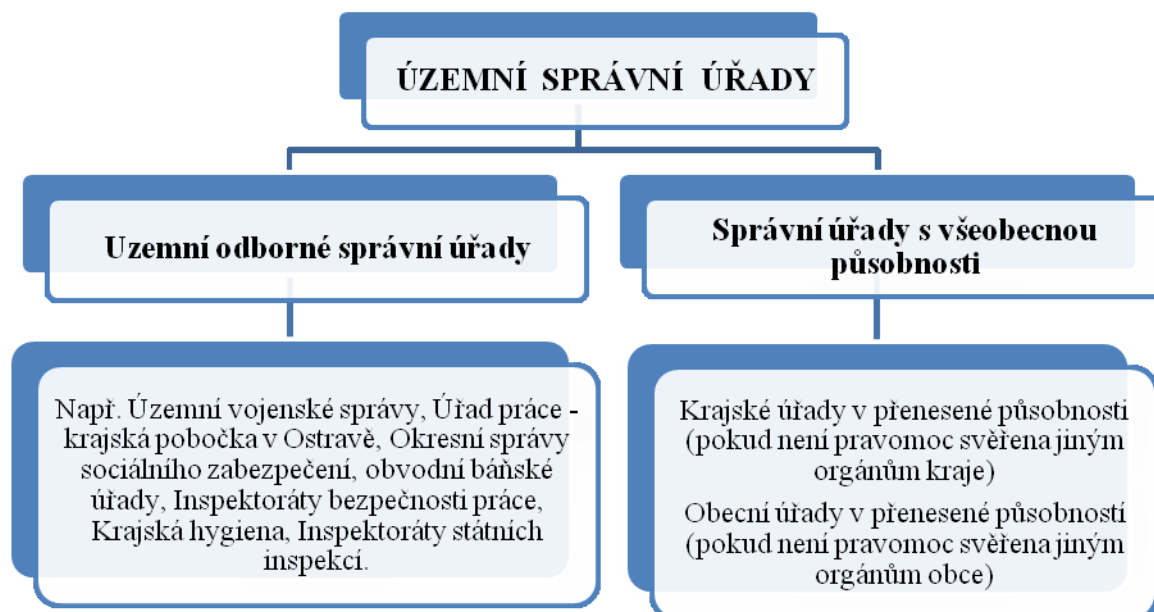 ÚZEMNÍ SPRÁVNÍ ÚŘADY
Uzemní odborné správní úřady
Správní úřady s všeobecnou
působnosti
Např. Územní vojenské správy, Úřad práce -
krajská pobočka v Ostravě, Okresní správy
sociálního zabezpečení, obvodní báňské
úřady, Inspektoráty bezpečnosti práce,
Krajská hygiena, Inspektoráty státních
inspekcí.
Krajské úřady v přenesené působnosti
(pokud není pravomoc svěřena jiným
orgánům kraje)
Obecní úřady v přenesené působností
(pokud není pravomoc svěřena jiným
orgánům obce)